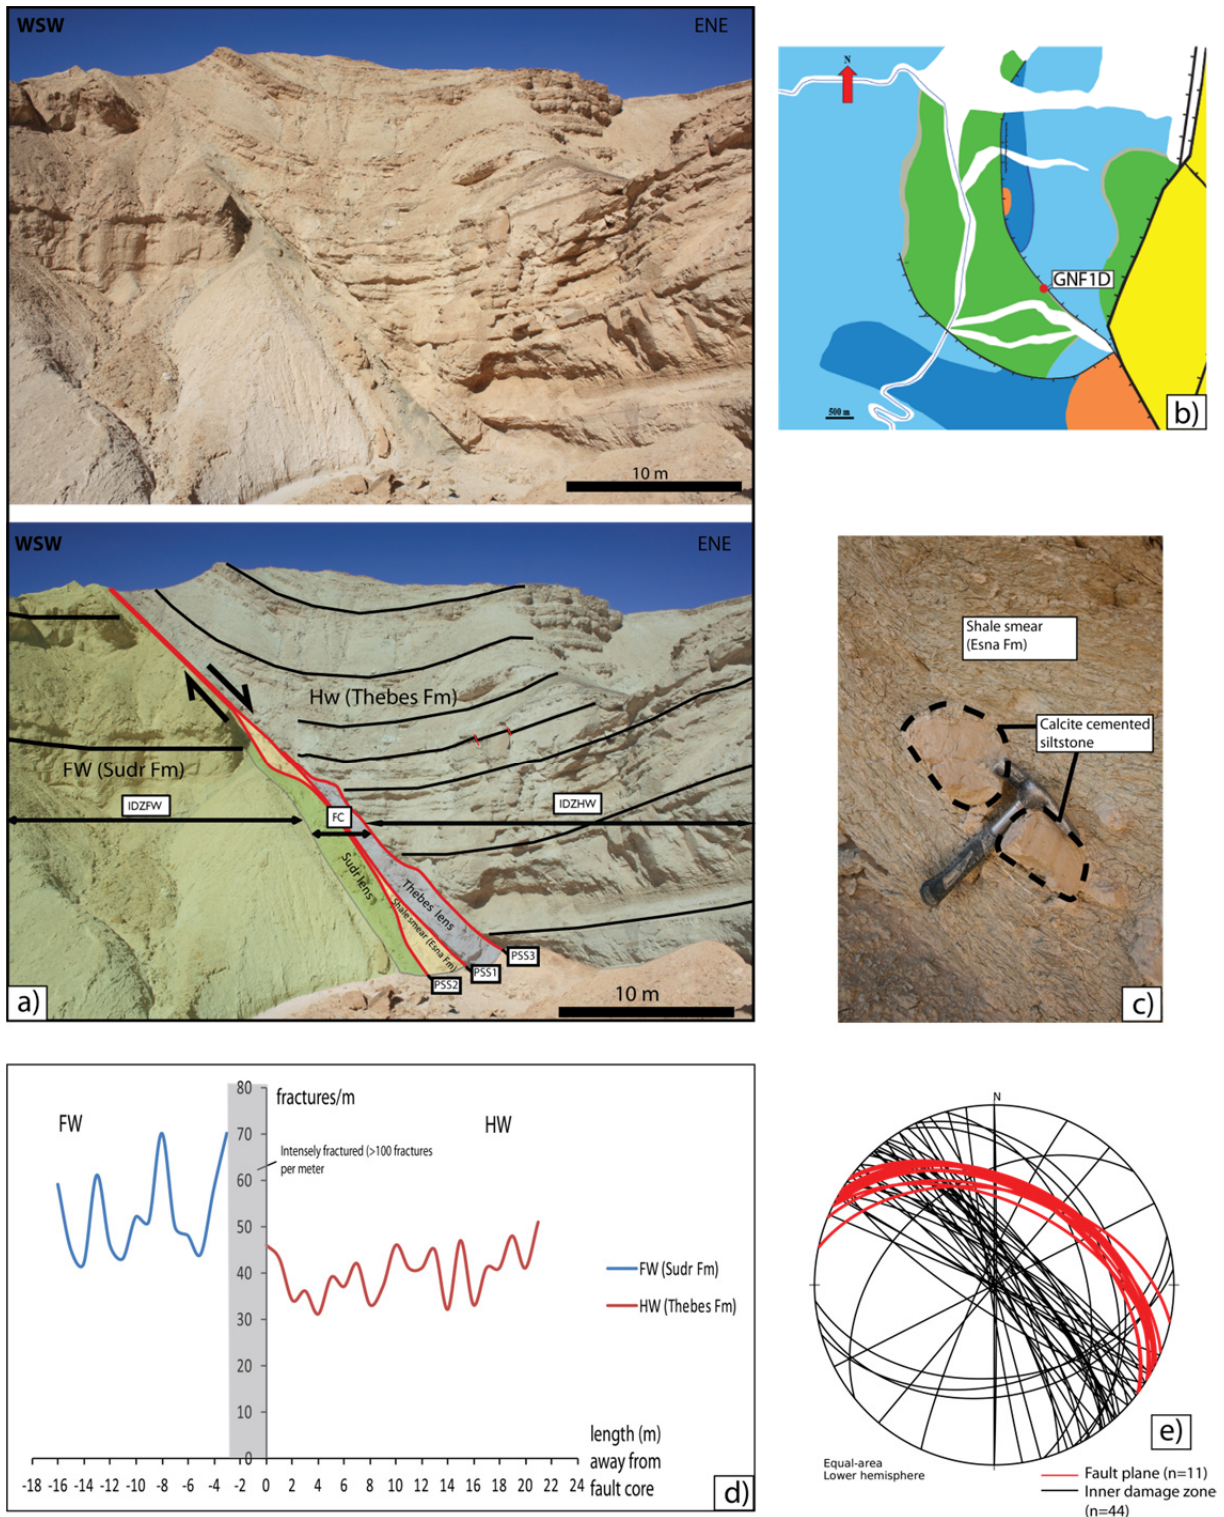 WSW
ENE
10 m
a)
WSW
ENE
Hw (Thebes Fm)
FW (Sudr Fm)
IDZFW
FC
IDZHW
Sudr lens
Shale smear (Esna Fm)
Thebes lens
PSS3
PSS1
PSS2
10 m
N
GNF1D
500 m
b)
Shale smear
(Esna Fm)
Calcite cemented
siltstone
c)
80
70
60
50
40
30
20
10
0
fractures/m
FW
HW
Intensely fractured (>100 fractures
per meter
FW (Sudr Fm)
HW (Thebes Fm)
length (m)
away from
fault core
-18 -16 -14 -12 -10 -8 -6 -4 -2 0 2 4 6 8 10 12 14 16 18 20 22 24
d)
N
e)
Equal-area
Lower hemisphere
Fault plane (n=11)
Inner damage zone
(n=44)